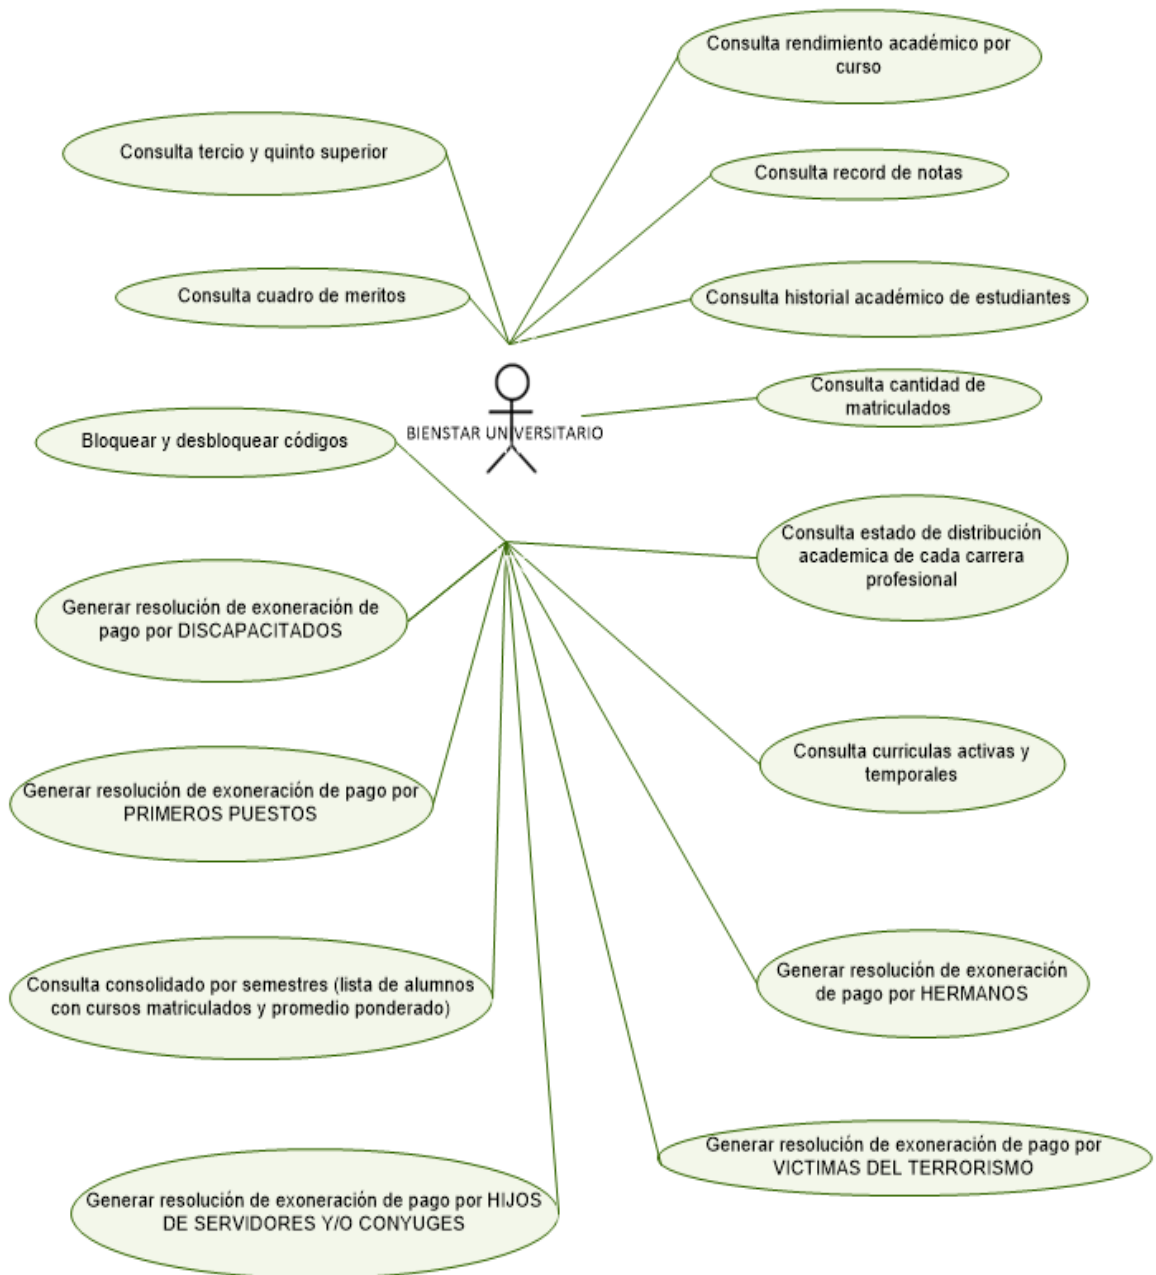 Consulta rendimiento académico por
curso
Consulta tercio y quinto superior
Consulta record de notas
Consulta cuadro de meritos
Consulta historial académico de estudiantes
Consulta cantidad de
matriculados
BIENSTAR UNIVERSITARIO
Bloquear y desbloquear códigos
Consulta estado de distribución
academica de cada carrera
profesional
Generar resolución de exoneración de
pago por DISCAPACITADOS
Consulta curriculas activas y
temporales
Generar resolución de exoneración de pago por
PRIMEROS PUESTOS
Generar resolución de exoneración
de pago por HERMANOS
Consulta consolidado por semestres (lista de alumnos
con cursos matriculados y promedio ponderado)
Generar resolución de exoneración de pago por
VICTIMAS DEL TERRORISMO
Generar resolución de exoneración de pago por HIJOS
DE SERVIDORES Y/O CONYUGES